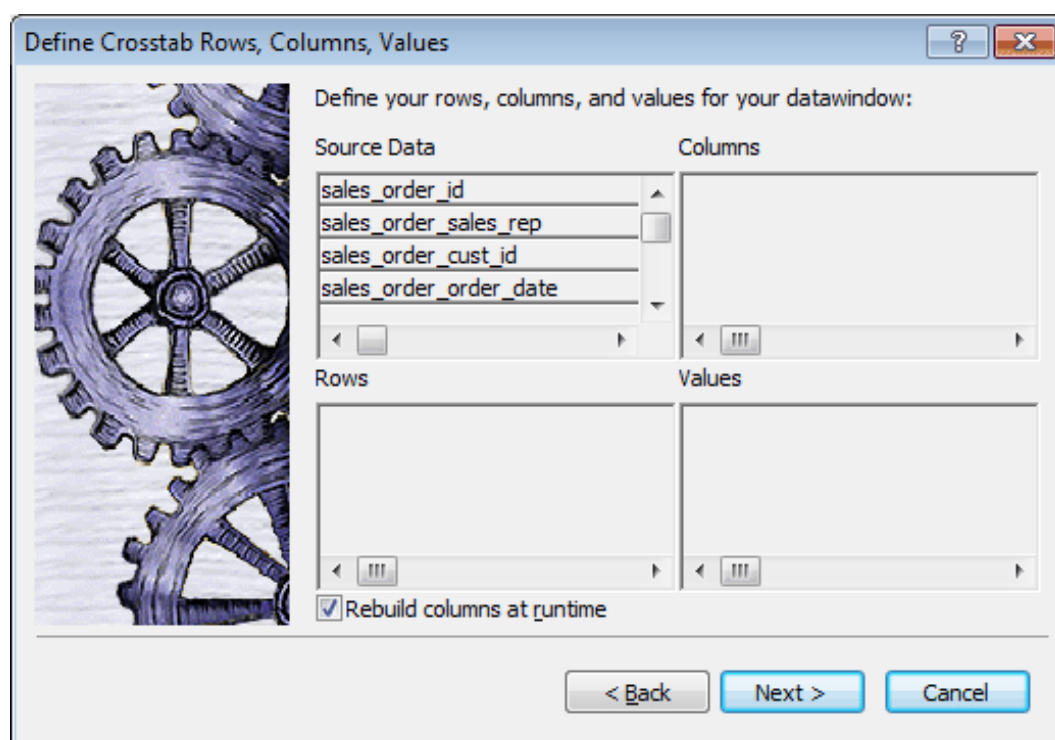 Define Crosstab Rows, Columns, Values
Define your rows, columns, and values for your datawindow:
Source Data
Columns
sales_order_id
sales_order_sales_rep
sales_order_cust_id
sales_order_order_date
Rows
Values
Rebuild columns at runtime
< Back
Next >
Cancel